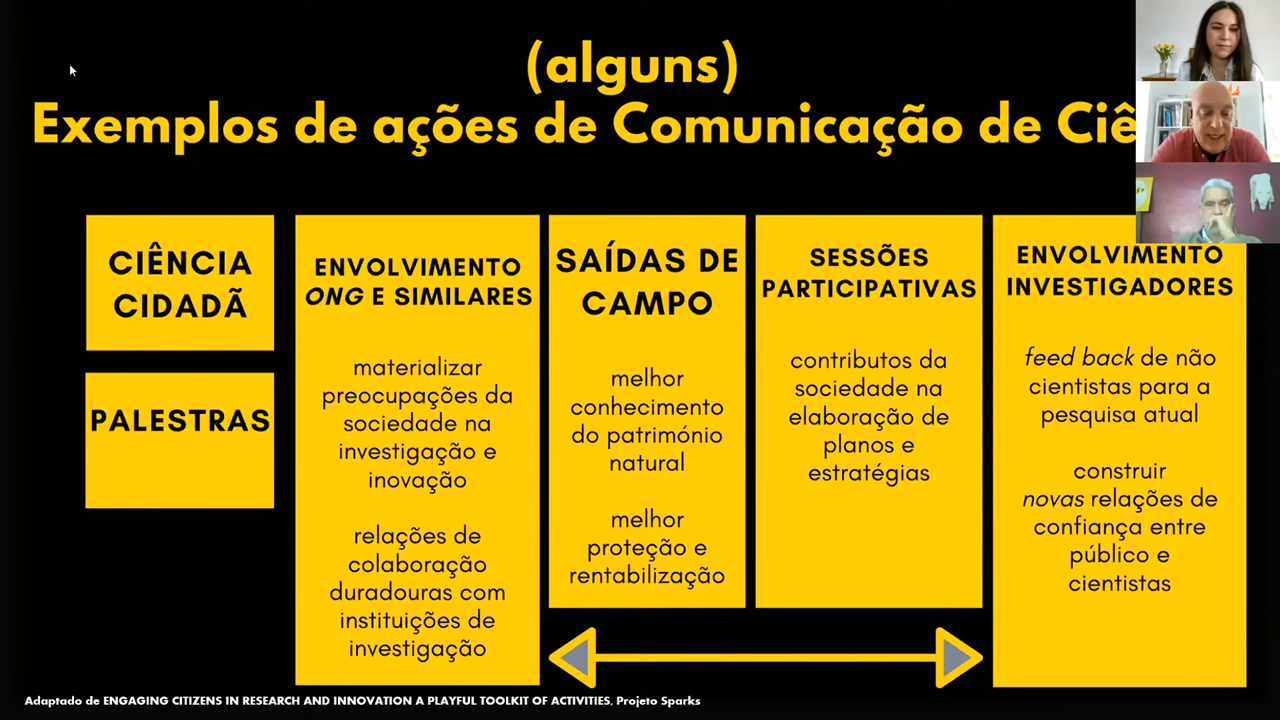 (alguns)
Exemplos de ações de Comunicação de
CIÊNCIA
CIDADÃ
PALESTRAS
ENVOLVIMENTO
ONG E SIMILARES
materializar
preocupações da
sociedade na
investigação e
inovação
relações de
colaboração
duradouras com
instituições de
investigação
SAÍDAS DE
CAMPO
melhor
conhecimento
do património
natural
melhor
proteção e
rentabilização
SESSÕES
PARTICIPATIVAS
contributos da
sociedade na
elaboração de
planos e
estratégias
ENVOLVIMENTO
INVESTIGADORES
feed back de não
cientistas para a
pesquisa atual
construir
novas relações de
confiança entre
público e
cientistas
Adaptado de ENGAGING CITIZENS IN RESEARCH AND INNOVATION A PLAYFUL TOOLKIT OF ACTIVITIES, Projeto Sparks